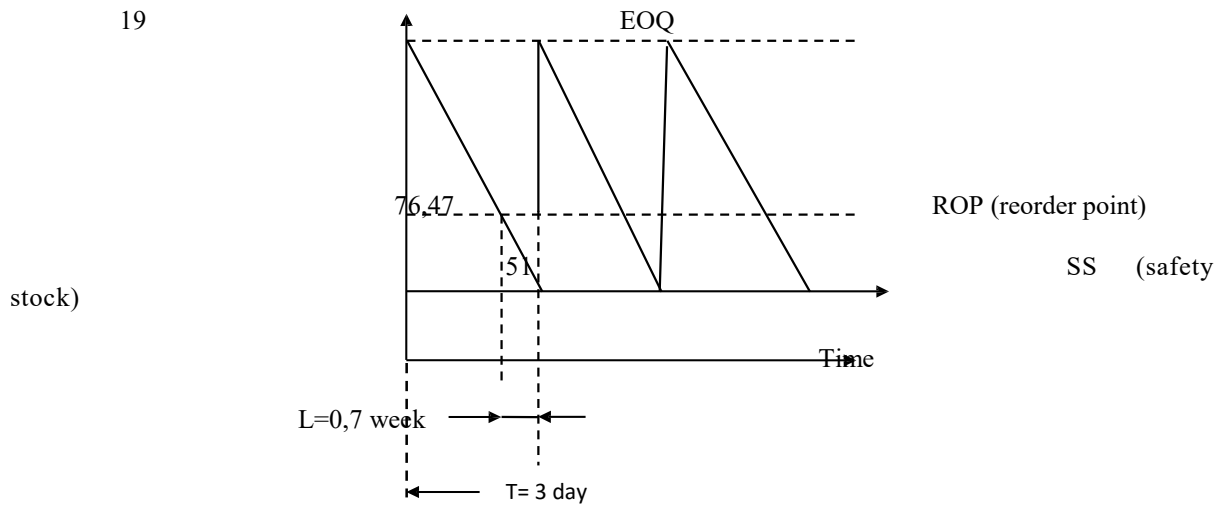 19 EOQ
76,47 ROP (reorder point)
51 SS (safety
stock)
Time
L=0,7 week
T= 3 day